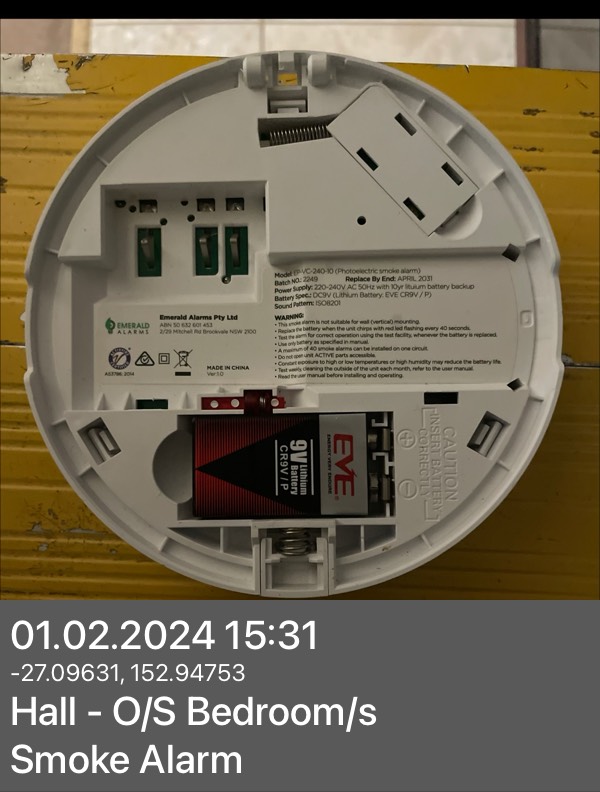 Model: EPVC-240-10 (Photoelectric smoke alarm)
Batch NO.: 2249 Replace By End: APRIL 2031
Power Supply: 220-240V AC 50Hz with 10yr lituium battery backup
Battery Spec.: DC9V (Lithium Battery: EVE CR9V / P)
Sound Pattern: ISO8201
WARNING:
• This smoke alarm is not suitable for wall (vertical) mounting.
• Replace the battery when the unit chirps with red led flashing every 40 seconds.
• Test the alarm for correct operation using the test facility, whenever the battery is replaced.
• Use only battery as specified in manual.
• A maximum of 40 smoke alarms can be installed on one circuit.
• Do not open unit ACTIVE parts accessible.
• Constant exposure to high or low temperatures or high humidity may reduce the battery life.
• Test weekly cleaning the outside of the unit each month, refer to the user manual.
• Read the user manual before installing and operating.
EMERALD
ALARMS
Emerald Alarms Pty Ltd
ABN 50 632 601 453
2/29 Mitchell Rd Brookvale NSW 2100
AS3786: 2014
MADE IN CHINA
Ver:1.0
EVE
ENERGY VERY ENDURE
Lithium
9V Battery
CR9V / P
CAUTION
INSERT BATTERY
CORRECTLY
01.02.2024 15:31
-27.09631, 152.94753
Hall - O/S Bedroom/s
Smoke Alarm